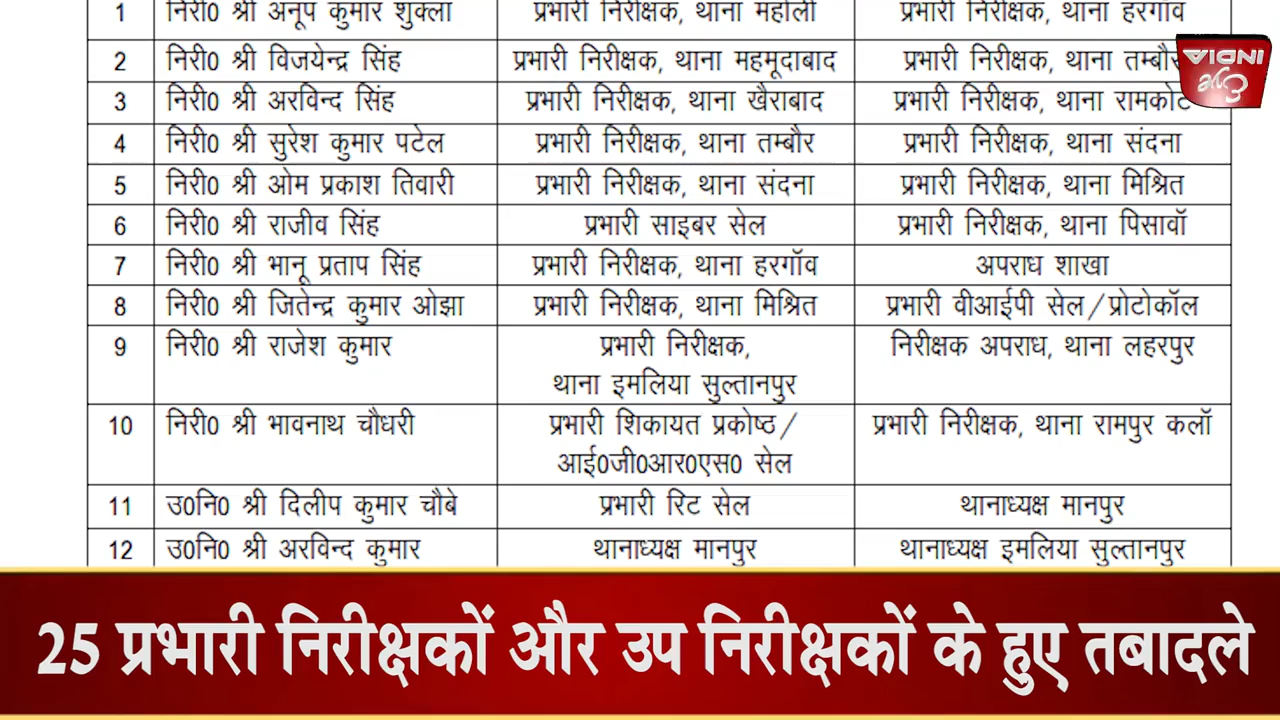 1 निरी0 श्री अनूप कुमार शुक्ला प्रभारी निरीक्षक, थाना महोली प्रभारी निरीक्षक, थाना हरगॉव
2 निरी0 श्री विजयेन्द्र सिंह प्रभारी निरीक्षक, थाना महमूदाबाद प्रभारी निरीक्षक, थाना तम्बौर
3 निरी0 श्री अरविन्द सिंह प्रभारी निरीक्षक, थाना खैराबाद प्रभारी निरीक्षक, थाना रामकोट
4 निरी0 श्री सुरेश कुमार पटेल प्रभारी निरीक्षक, थाना तम्बौर प्रभारी निरीक्षक, थाना संदना
5 निरी0 श्री ओम प्रकाश तिवारी प्रभारी निरीक्षक, थाना संदना प्रभारी निरीक्षक, थाना मिश्रित
6 निरी0 श्री राजीव सिंह प्रभारी साइबर सेल प्रभारी निरीक्षक, थाना पिसावॉ
7 निरी0 श्री भानू प्रताप सिंह प्रभारी निरीक्षक, थाना हरगॉव अपराध शाखा
8 निरी0 श्री जितेन्द्र कुमार ओझा प्रभारी निरीक्षक, थाना मिश्रित प्रभारी वीआईपी सेल/प्रोटोकॉल
9 निरी0 श्री राजेश कुमार प्रभारी निरीक्षक, निरीक्षक अपराध, थाना लहरपुर
थाना इमलिया सुल्तानपुर
10 निरी0 श्री भावनाथ चौधरी प्रभारी शिकायत प्रकोष्ठ/ प्रभारी निरीक्षक, थाना रामपुर कलॉ
आई0जी0आर0एस0 सेल
11 उ0नि0 श्री दिलीप कुमार चौबे प्रभारी रिट सेल थानाध्यक्ष मानपुर
12 उ0नि0 श्री अरविन्द कुमार थानाध्यक्ष मानपुर थानाध्यक्ष इमलिया सुल्तानपुर
25 प्रभारी निरीक्षकों और उप निरीक्षकों के हुए तबादले
INDIA